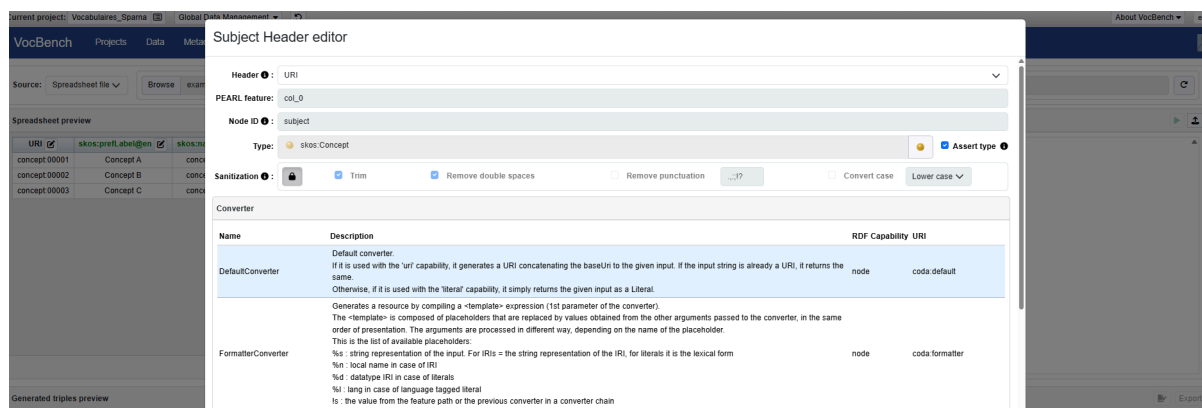 Current project: Vocabulaires_Sparna Global Data Management About VocBench
VocBench Projects Data
Subject Header editor
Header : URI
Source: Spreadsheet file Browse
PEARL feature: col_0
Spreadsheet preview
Node ID : subject
URI skos:prefLabel@en
Type: skos:Concept Assert type
concept:00001 Concept A
concept:00002 Concept B
concept:00003 Concept C
Sanitization : Trim Remove double spaces Remove punctuation .,:;!? Convert case Lower case
Converter
Name Description RDF Capability URI
Default converter.
If it is used with the 'uri' capability, it generates a URI concatenating the baseUri to the given input. If the input string is already a URI, it returns the
same.
Otherwise, if it is used with the 'literal' capability, it simply returns the given input as a Literal.
DefaultConverter node coda:default
Generates a resource by compiling a <template> expression (1st parameter of the converter).
The <template> is composed of placeholders that are replaced by values obtained from the other arguments passed to the converter, in the same
order of presentation. The arguments are processed in different way, depending on the name of the placeholder.
This is the list of available placeholders:
FormatterConverter %s : string representation of the input. For IRIs = the string representation of the IRI, for literals it is the lexical form node coda:formatter
%n : local name in case of IRI
%d : datatype IRI in case of literals
%l : lang in case of language tagged literal
!s : the value from the feature path or the previous converter in a converter chain
Generated triples preview